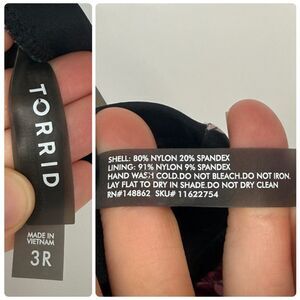 TORRID
MADE IN
VIETNAM
3R
SHELL: 80% NYLON 20% SPANDEX
LINING: 91% NYLON 9% SPANDEX
HAND WASH COLD.DO NOT BLEACH.DO NOT IRON.
LAY FLAT TO DRY IN SHADE.DO NOT DRY CLEAN
RN#148862 SKU# 11622754